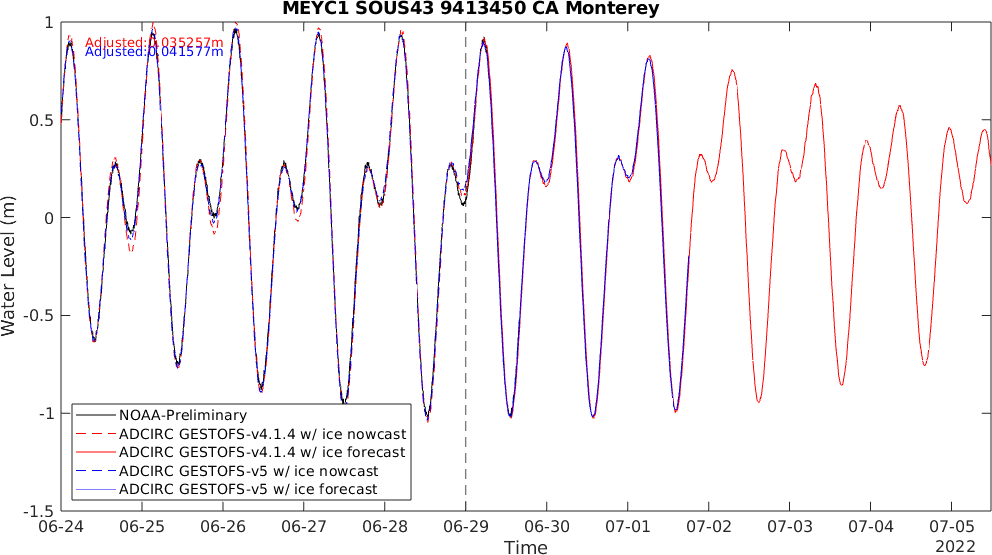 MEYC1 SOUS43 9413450 CA Monterey
Adjusted:0.035257m
Adjusted:0.041577m
Water Level (m)
1
0.5
0
-0.5
-1
-1.5
NOAA-Preliminary
ADCIRC GESTOFS-v4.1.4 w/ ice nowcast
ADCIRC GESTOFS-v4.1.4 w/ ice forecast
ADCIRC GESTOFS-v5 w/ ice nowcast
ADCIRC GESTOFS-v5 w/ ice forecast
06-24 06-25 06-26 06-27 06-28 06-29 06-30 07-01 07-02 07-03 07-04 07-05
Time
2022